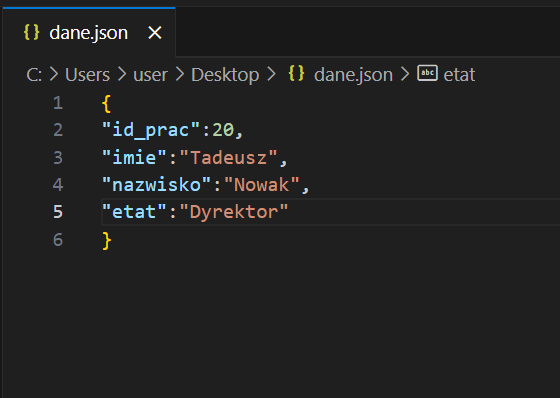 {} dane.json ×
C: > Users > user > Desktop > {} dane.json > abc etat
1 {
2 "id_prac":20,
3 "imie":"Tadeusz",
4 "nazwisko":"Nowak",
5 "etat":"Dyrektor"
6 }